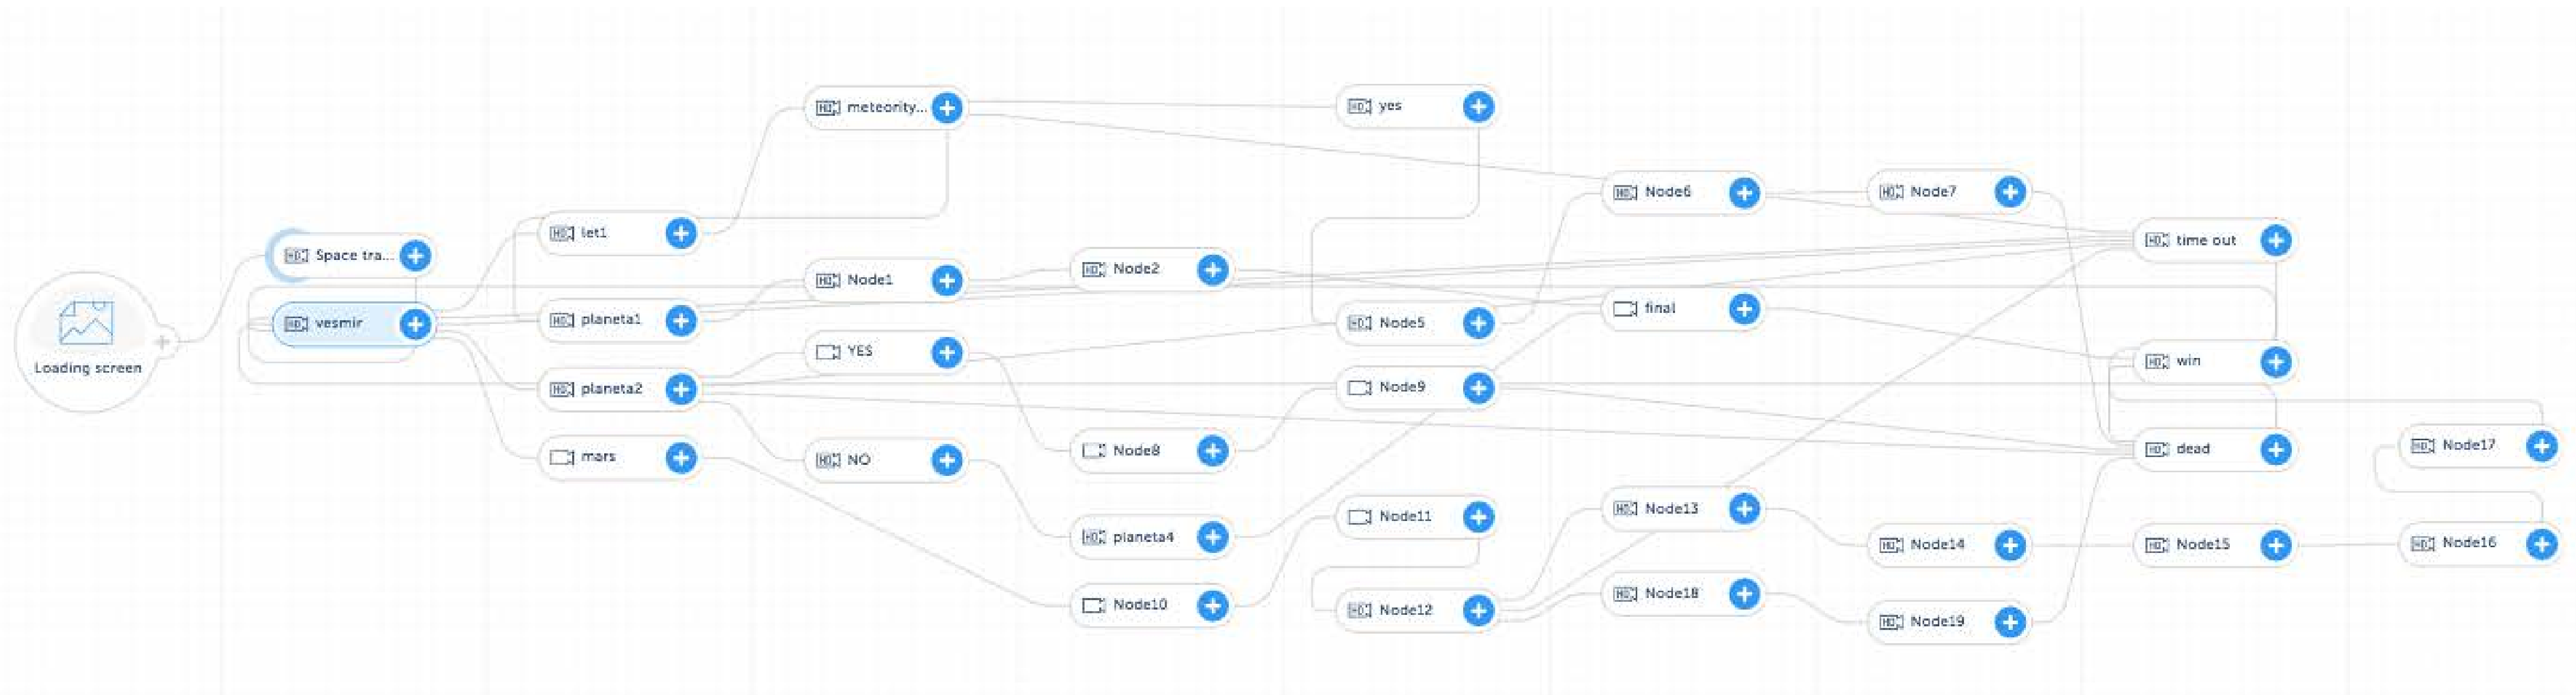 Loading screen
Space tra...
vesmir
let1
planeta1
planeta2
mars
meteority...
Node1
YES
NO
Node2
Node8
planeta4
Node10
yes
Node5
Node9
Node11
Node12
Node6
final
Node13
Node18
Node7
Node14
Node19
time out
win
dead
Node15
Node17
Node16